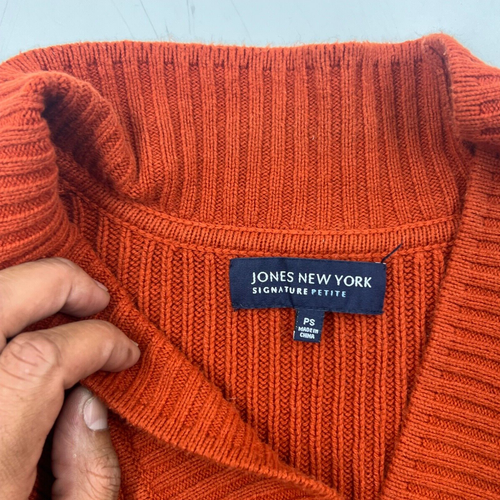 JONES NEW YORK
SIGNATURE PETITE
PS
MADE IN
CHINA